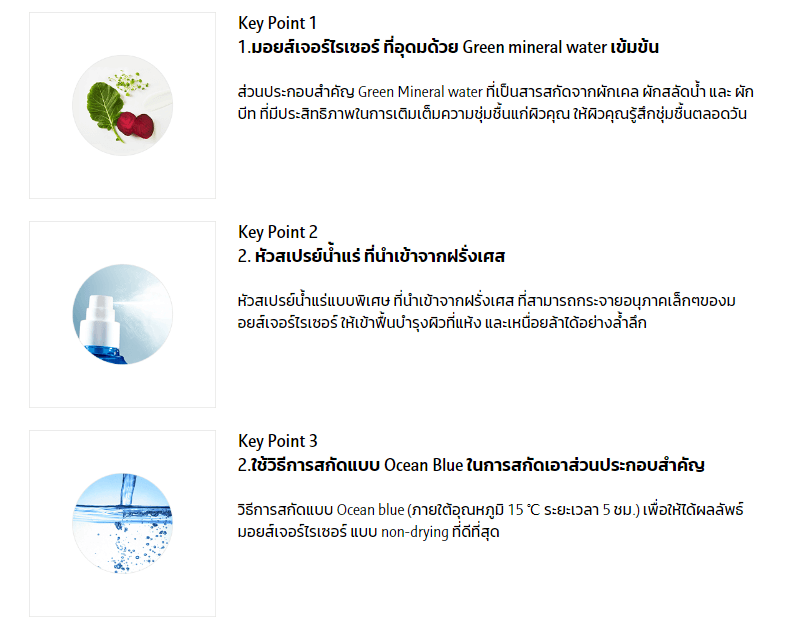 Key Point 1
1.มอยส์เจอร์ไรเซอร์ ที่อุดมด้วย Green mineral water เข้มข้น
ส่วนประกอบสำคัญ Green Mineral water ที่เป็นสารสกัดจากผักเคล ผักสลัดน้ำ และ ผัก
บีท ที่มีประสิทธิภาพในการเติมเต็มความชุ่มชื้นแก่ผิวคุณ ให้ผิวคุณรู้สึกชุ่มชื้นตลอดวัน
Key Point 2
2. หัวสเปรย์น้ำแร่ ที่นำเข้าจากฝรั่งเศส
หัวสเปรย์น้ำแร่แบบพิเศษ ที่นำเข้าจากฝรั่งเศส ที่สามารถกระจายอนุภาคเล็กๆของม
อยส์เจอร์ไรเซอร์ ให้เข้าฟื้นบำรุงผิวที่แห้ง และเหนื่อยล้าได้อย่างล้ำลึก
Key Point 3
2.ใช้วิธีการสกัดแบบ Ocean Blue ในการสกัดเอาส่วนประกอบสำคัญ
วิธีการสกัดแบบ Ocean blue (ภายใต้อุณหภูมิ 15 ℃ ระยะเวลา 5 ชม.) เพื่อให้ได้ผลลัพธ์
มอยส์เจอร์ไรเซอร์ แบบ non-drying ที่ดีที่สุด